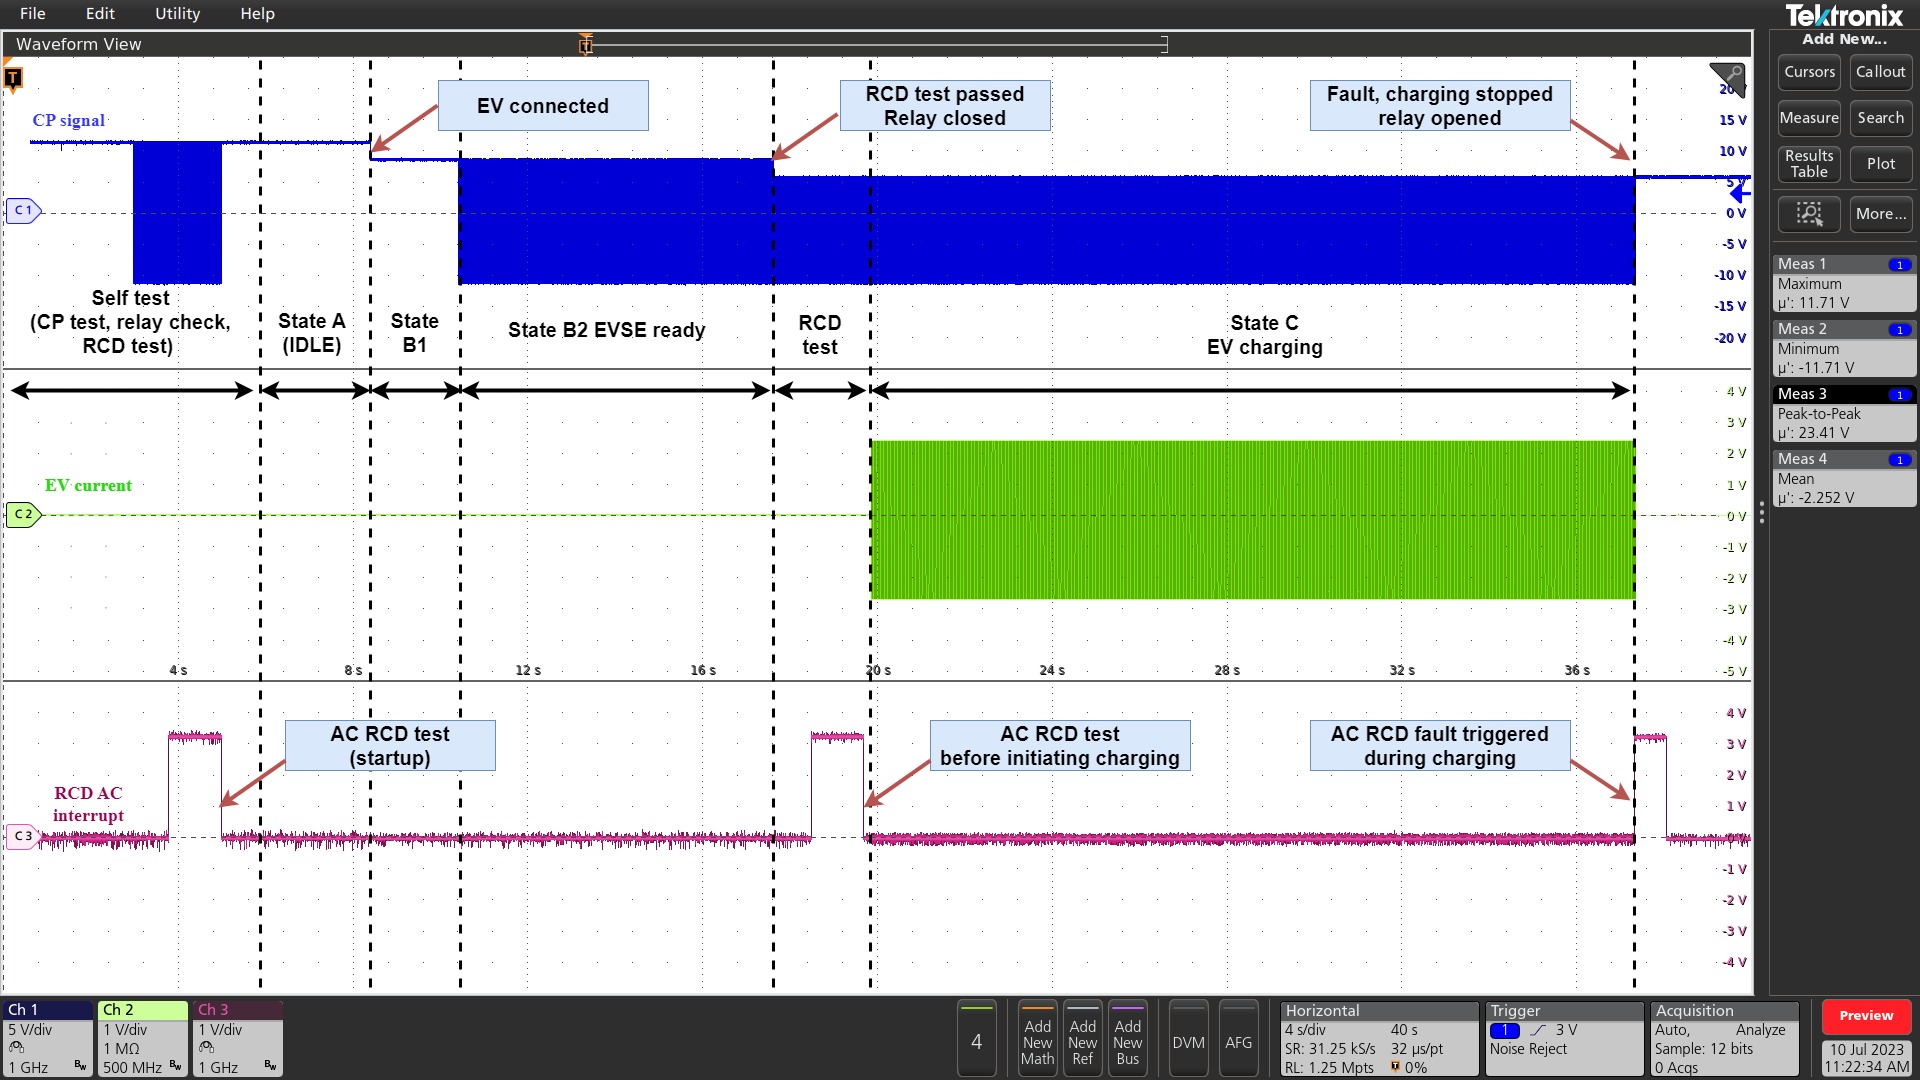 File Edit Utility Help
Tektronix
Waveform View
Add New...
Cursors Callout
Measure Search
Results Table Plot
More...
Meas 1 1
Maximum
µ': 11.71 V
Meas 2 1
Minimum
µ': -11.71 V
Meas 3 1
Peak-to-Peak
µ': 23.41 V
Meas 4 1
Mean
µ': -2.252 V
T
T
CP signal
EV connected
RCD test passed
Relay closed
Fault, charging stopped
relay opened
20
15 V
10 V
5 V
0 V
-5 V
-10 V
-15 V
-20 V
C 1
Self test
(CP test, relay check,
RCD test)
State A
(IDLE)
State
B1
State B2 EVSE ready
RCD
test
State C
EV charging
4 V
3 V
2 V
1 V
0 V
-1 V
-2 V
-3 V
-4 V
-5 V
EV current
C 2
4 s 8 s 12 s 16 s 20 s 24 s 28 s 32 s 36 s
AC RCD test
(startup)
AC RCD test
before initiating charging
AC RCD fault triggered
during charging
RCD AC
interrupt
C 3
4 V
3 V
2 V
1 V
0 V
-1 V
-2 V
-3 V
-4 V
Ch 1
5 V/div
1 GHz Bw
Ch 2
1 V/div
1 MΩ
500 MHz Bw
Ch 3
1 V/div
1 GHz Bw
4
Add
New
Math
Add
New
Ref
Add
New
Bus
DVM
AFG
Horizontal
4 s/div 40 s
SR: 31.25 kS/s 32 µs/pt
RL: 1.25 Mpts T 0%
Trigger
1 3 V
Noise Reject
Acquisition
Auto, Analyze
Sample: 12 bits
0 Acqs
Preview
10 Jul 2023
11:22:34 AM